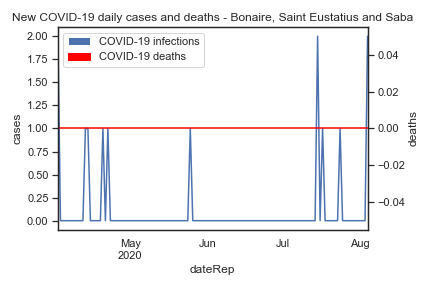 New COVID-19 daily cases and deaths - Bonaire, Saint Eustatius and Saba
COVID-19 infections
COVID-19 deaths
2.00
1.75
1.50
1.25
1.00
0.75
0.50
0.25
0.00
cases
0.04
0.02
0.00
−0.02
−0.04
deaths
May
2020
Jun
Jul
Aug
dateRep